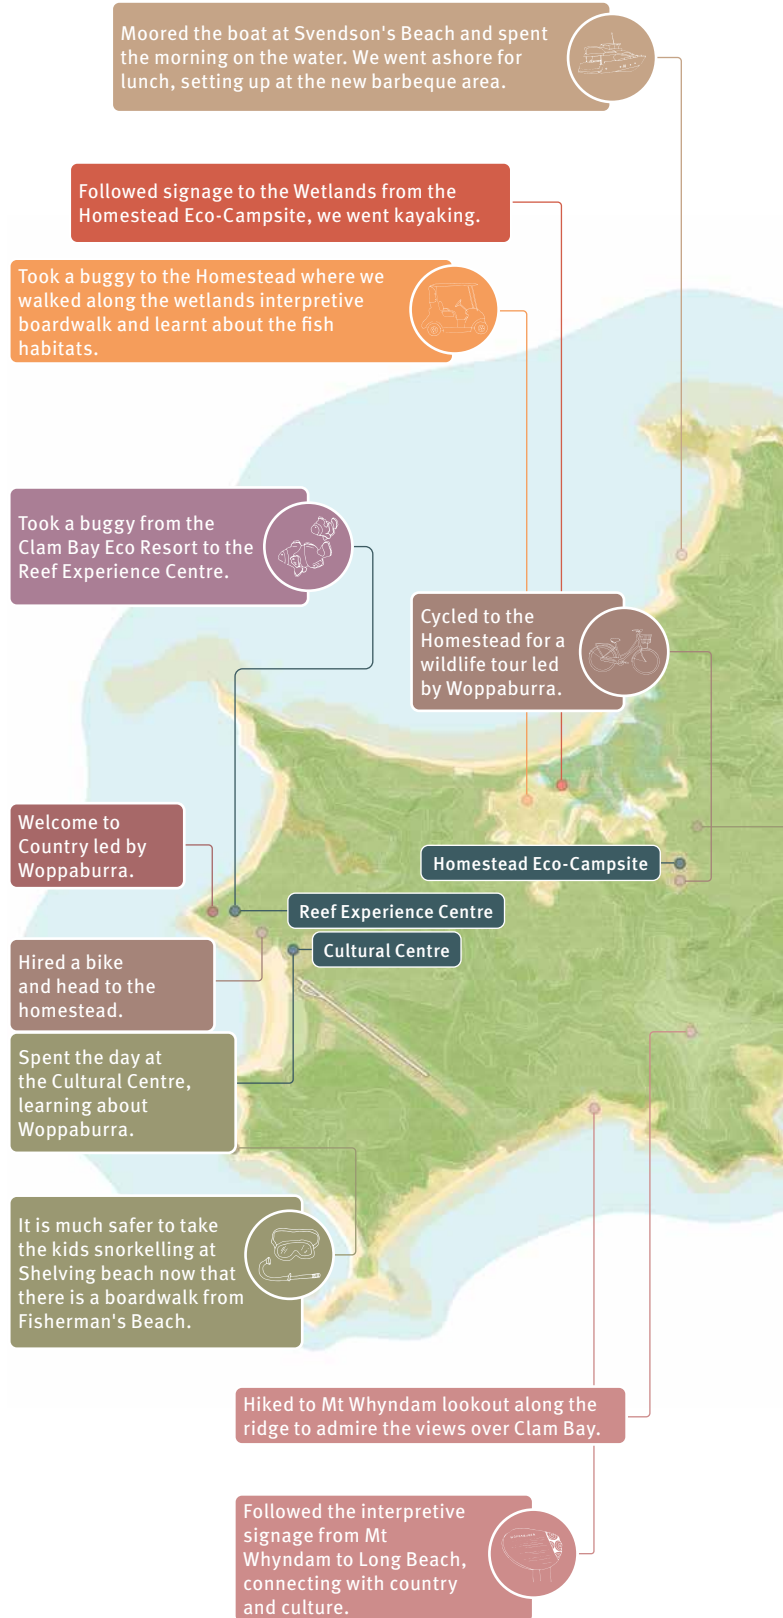 Moored the boat at Svendson's Beach and spent
the morning on the water. We went ashore for
lunch, setting up at the new barbeque area.
Followed signage to the Wetlands from the
Homestead Eco-Campsite, we went kayaking.
Took a buggy to the Homestead where we
walked along the wetlands interpretive
boardwalk and learnt about the fish
habitats.
Took a buggy from the
Clam Bay Eco Resort to the
Reef Experience Centre.
Cycled to the
Homestead for a
wildlife tour led
by Woppaburra.
Welcome to
Country led by
Woppaburra.
Homestead Eco-Campsite
Reef Experience Centre
Cultural Centre
Hired a bike
and head to the
homestead.
Spent the day at
the Cultural Centre,
learning about
Woppaburra.
It is much safer to take
the kids snorkelling at
Shelving beach now that
there is a boardwalk from
Fisherman's Beach.
Hiked to Mt Whyndam lookout along the
ridge to admire the views over Clam Bay.
Followed the interpretive
signage from Mt
Whyndam to Long Beach,
connecting with country
and culture.